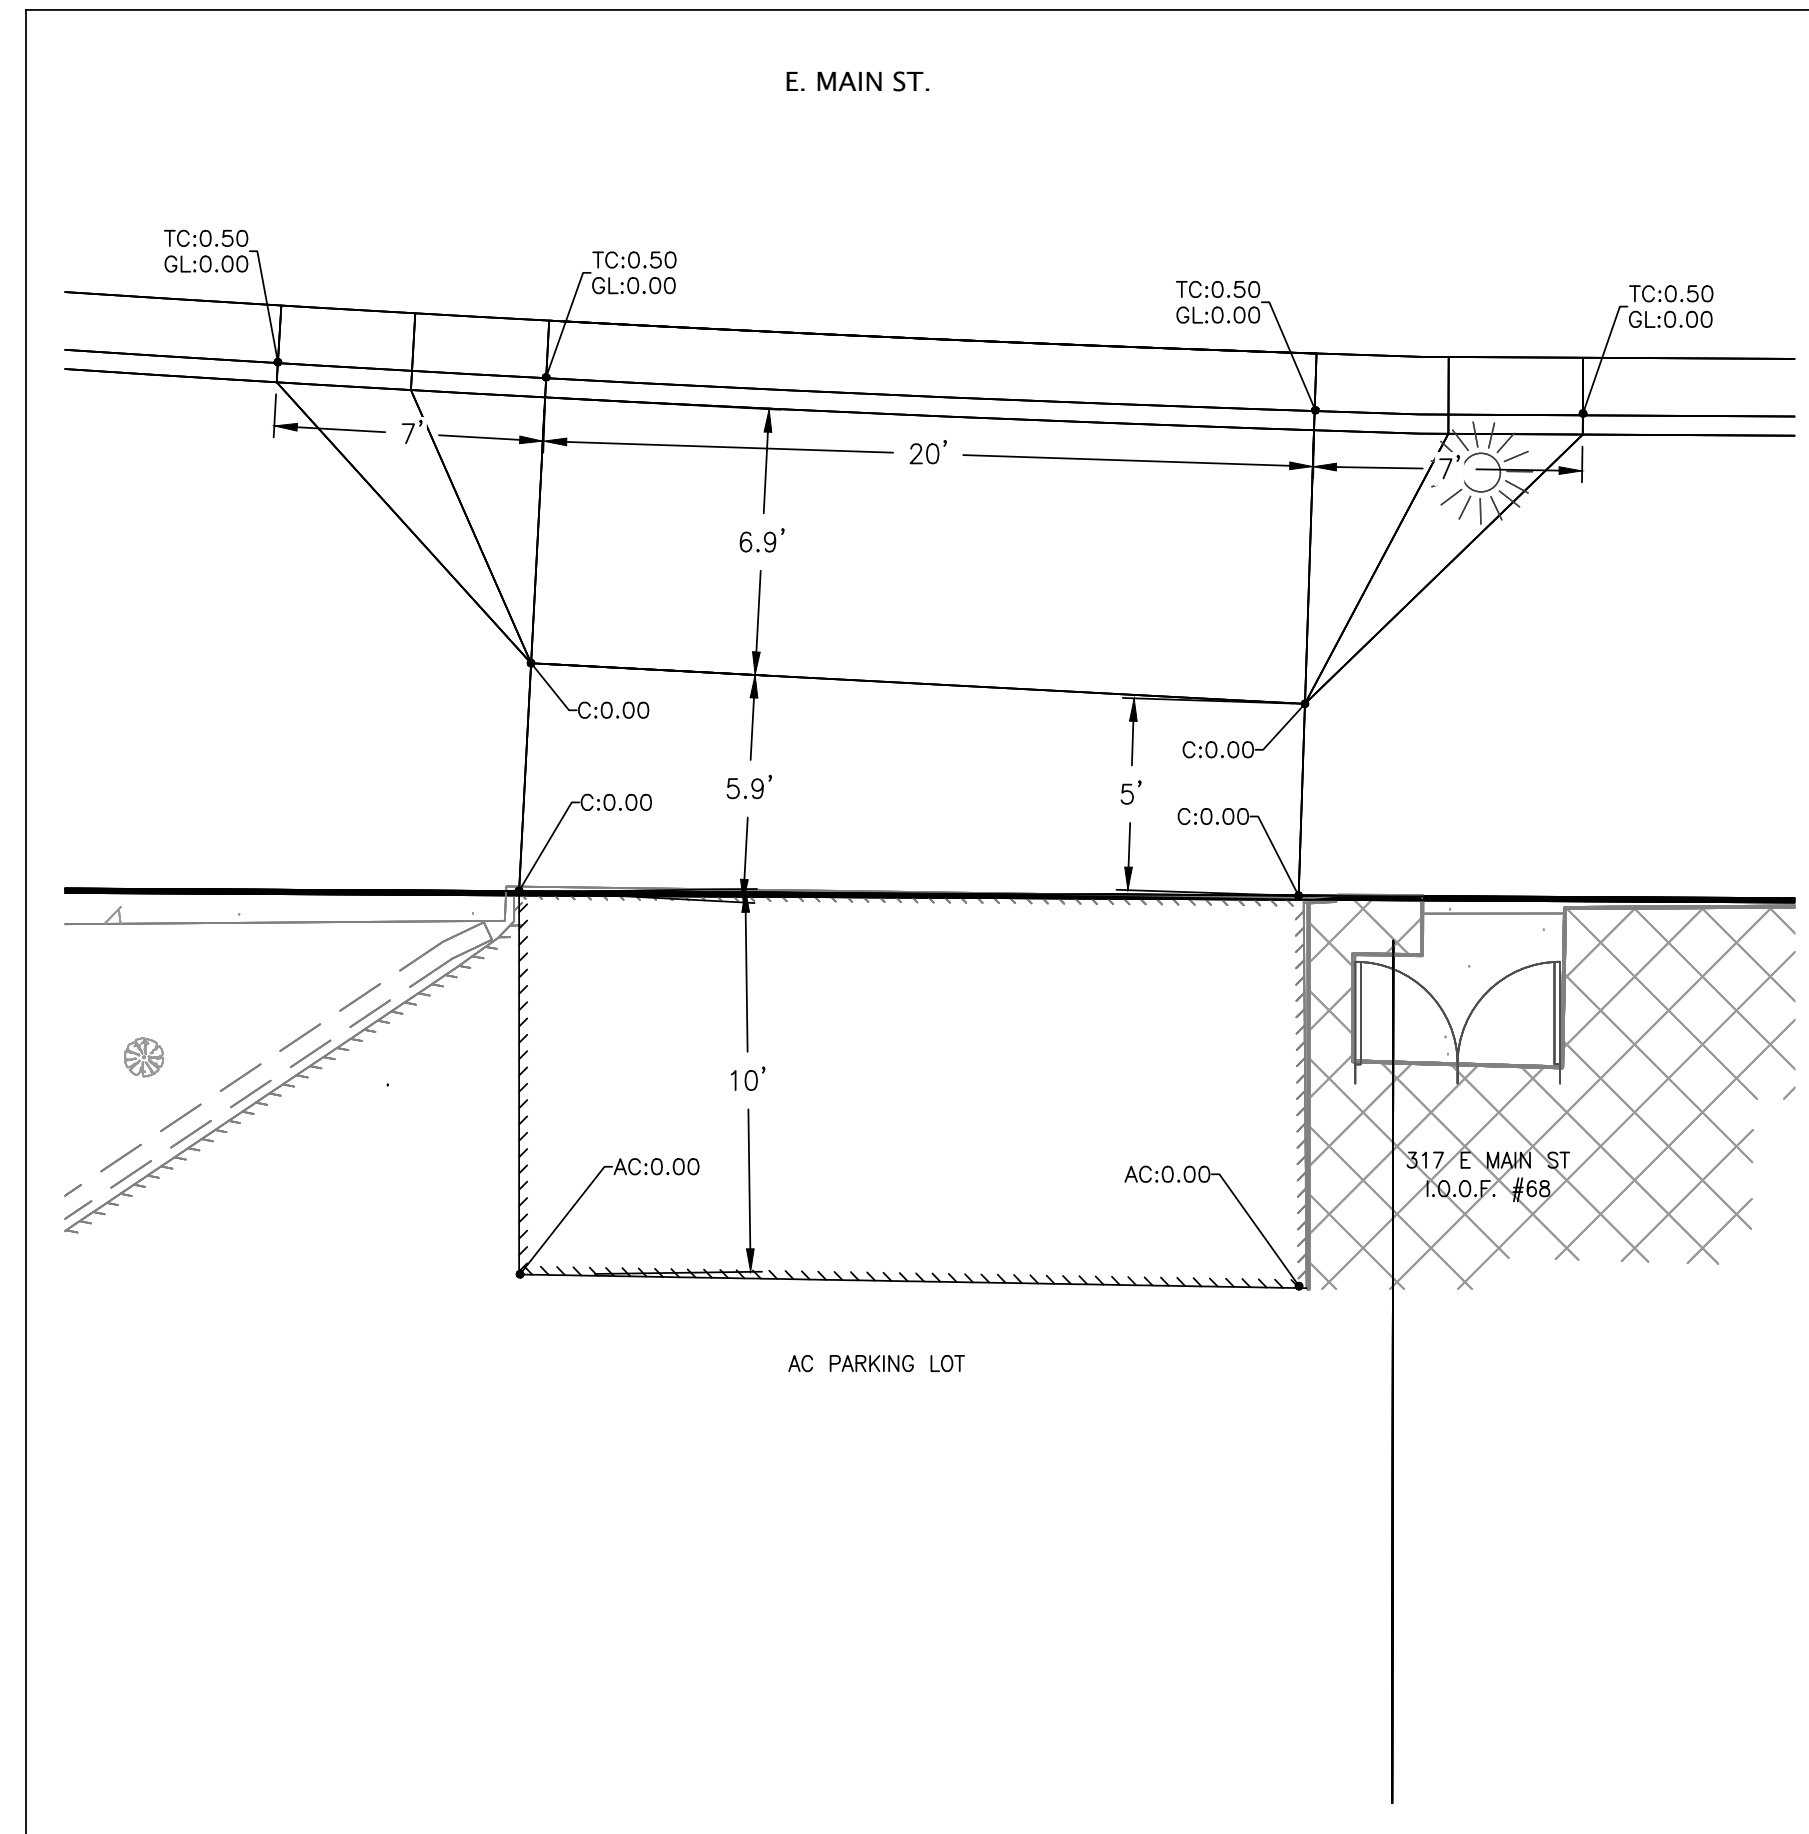 E. MAIN ST.
TC:0.50
GL:0.00
TC:0.50
GL:0.00
TC:0.50
GL:0.00
TC:0.50
GL:0.00
7'
20'
7'
6.9'
C:0.00
C:0.00
5.9'
5'
C:0.00
C:0.00
10'
AC:0.00
AC:0.00
317 E MAIN ST
I.O.O.F. #68
AC PARKING LOT